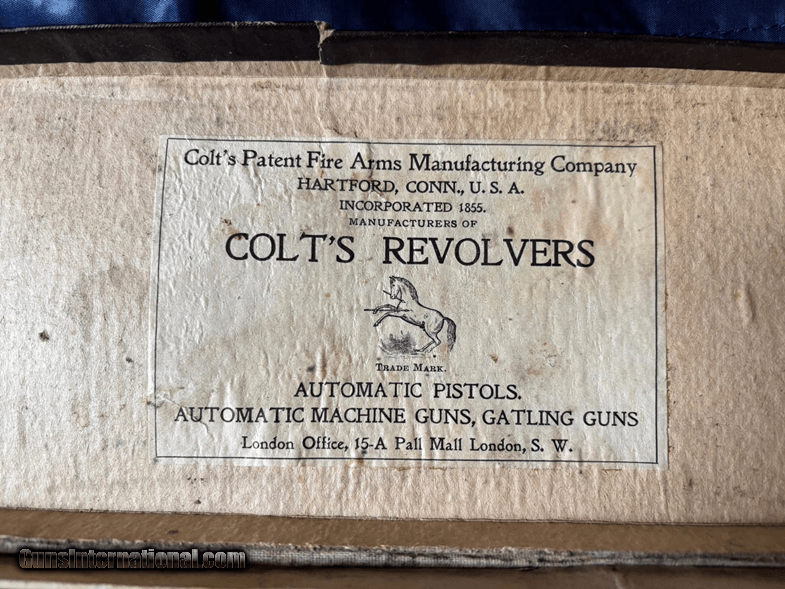 Colt's Patent Fire Arms Manufacturing Company
HARTFORD, CONN., U. S. A.
INCORPORATED 1855.
MANUFACTURERS OF
COLT'S REVOLVERS
TRADE MARK.
AUTOMATIC PISTOLS.
AUTOMATIC MACHINE GUNS, GATLING GUNS
London Office, 15-A Pall Mall London, S. W.
GunsInternational.com